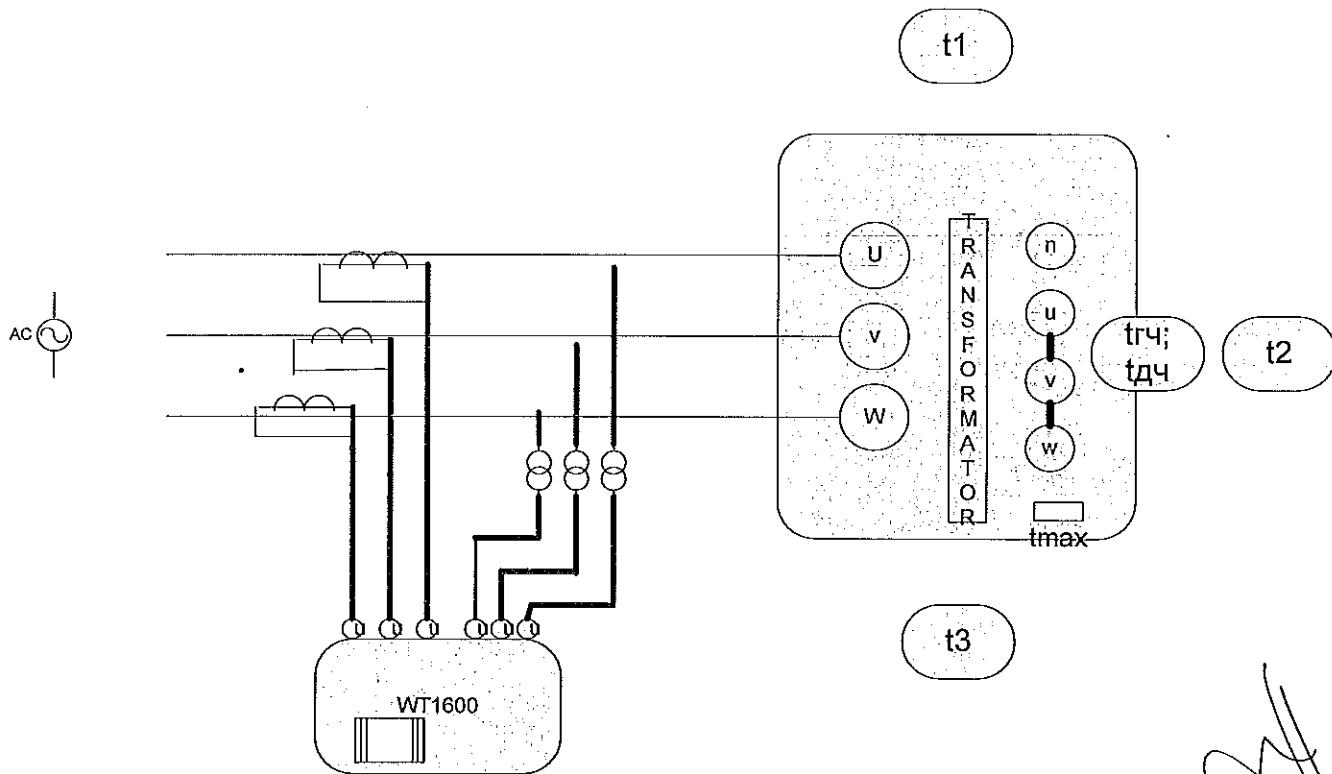 t1
TRANSFORMATOR
U
v
W
n
u
v
w
tmax
tгч;
tдч
t2
t3
AC
U
U
U
U
U
U
WT1600